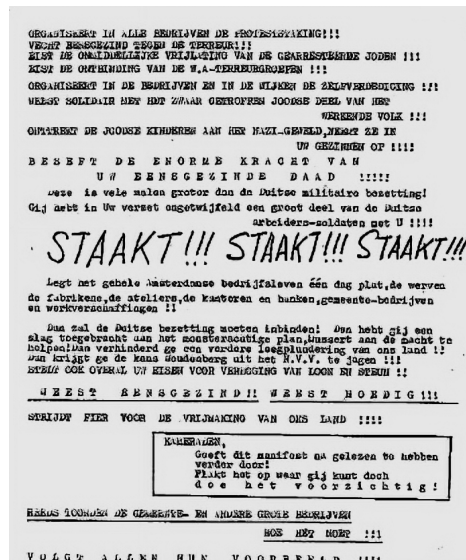 ORGANISEERT IN ALLE BEDRIJVEN DE PROTESTSTAKING!!!
VECHT EENSGEZIND TEGEN DE TERREUR!!!
EIST DE ONMIDDELLIJKE VRIJLATING VAN DE GEARRESTEERDE JODEN !!!
EIST DE ONTBINDING VAN DE W.A-TERREURGROEPEN !!!
ORGANISEERT IN DE BEDRIJVEN EN IN DE WIJKEN DE ZELFVERDEDIGING !!!
WEEST SOLIDAIR MET HET ZWAAR GETROFFEN JOODSE DEEL VAN HET
WERKENDE VOLK !!!
ONTTREKT DE JOODSE KINDEREN AAN HET NAZI-GEWELD,NEEMT ZE IN
UW GEZINNEN OP !!!!
BESEFT DE ENORME KRACHT VAN
UW EENSGEZINDE DAAD !!!!!
Deze is vele malen groter dan de Duitse militaire bezetting!
Gij hebt in Uw verzet ongetwijfeld een groot deel van de Duitse
arbeiders-soldaten met U !!!!
STAAKT!!! STAAKT!!! STAAKT!!!
Legt het gehele Amsterdamse bedrijfsleven één dag plat,de werven
de fabrieken,de ateliers,de kantoren en banken,gemeente-bedrijven
en werkverschaffingen !!
Dan zal de Duitse bezetting moeten inbinden! Dan hebt gij een
slag toegebracht aan het monsterachtige plan,Mussert aan de macht te
helpen!Dan verhinderd ge een verdere leegplundering van ons land !!
Dan krijgt ge de kans Woudenberg uit het N.V.V. te jagen !!!
STELT OOK OVERAL UW EISEN VOOR VERHOGING VAN LOON EN STEUN !!
WEEST EENSGEZIND!! WEEST MOEDIG!!!
STRIJDT FIER VOOR DE VRIJMAKING VAN ONS LAND !!!!
KAMERADEN,
Geeft dit manifest na gelezen te hebben
verder door!
Plakt het op waar gij kunt doch
doe het voorzichtig!
REEDS TOONDEN DE GEMEENTE- EN ANDERE GROTE BEDRIJVEN
HOE HET MOET !!!
VOLGT ALLEN HUN VOORBEELD !!!!